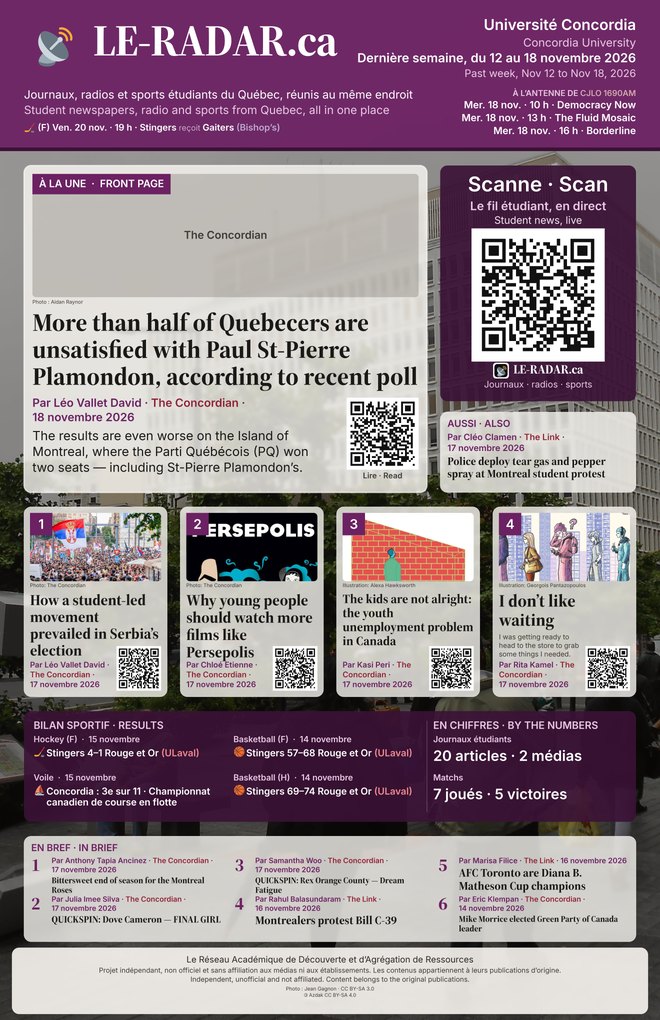 LE-RADAR.ca
Université Concordia
Concordia University
Dernière semaine, du 12 au 18 novembre 2026
Past week, Nov 12 to Nov 18, 2026
Journaux, radios et sports étudiants du Québec, réunis au même endroit
Student newspapers, radio and sports from Quebec, all in one place
(F) Ven. 20 nov. · 19 h · Stingers reçoit Gaiters (Bishop's)
À L'ANTENNE DE CJLO 1690AM
Mer. 18 nov. · 10 h · Democracy Now
Mer. 18 nov. · 13 h · The Fluid Mosaic
Mer. 18 nov. · 16 h · Borderline
À LA UNE · FRONT PAGE
The Concordian
Photo : Aidan Raynor
More than half of Quebecers are
unsatisfied with Paul St-Pierre
Plamondon, according to recent poll
Par Léo Vallet David · The Concordian ·
18 novembre 2026
The results are even worse on the Island of
Montreal, where the Parti Québécois (PQ) won
two seats — including St-Pierre Plamondon's.
Lire · Read
Scanne · Scan
Le fil étudiant, en direct
Student news, live
LE-RADAR.ca
Journaux · radios · sports
AUSSI · ALSO
Par Cléo Clamen · The Link ·
17 novembre 2026
Police deploy tear gas and pepper
spray at Montreal student protest
1
Photo: The Concordian
How a student-led
movement
prevailed in Serbia's
election
Par Léo Vallet David ·
The Concordian ·
17 novembre 2026
2
PERSEPOLIS
Photo: The Concordian
Why young people
should watch more
films like
Persepolis
Par Chloé Étienne ·
The Concordian ·
17 novembre 2026
3
Illustration: Alexa Hawksworth
The kids are not alright:
the youth
unemployment problem
in Canada
Par Kasi Peri · The
Concordian ·
17 novembre 2026
4
Illustration: Georgois Pantazopoulos
I don't like
waiting
I was getting ready to
head to the store to grab
some things I needed.
Par Rita Kamel · The
Concordian ·
17 novembre 2026
BILAN SPORTIF · RESULTS
Hockey (F) · 15 novembre
Stingers 4–1 Rouge et Or (ULaval)
Voile · 15 novembre
Concordia : 3e sur 11 · Championnat
canadien de course en flotte
Basketball (F) · 14 novembre
Stingers 57–68 Rouge et Or (ULaval)
Basketball (H) · 14 novembre
Stingers 69–74 Rouge et Or (ULaval)
EN CHIFFRES · BY THE NUMBERS
Journaux étudiants
20 articles · 2 médias
Matchs
7 joués · 5 victoires
EN BREF · IN BRIEF
1
Par Anthony Tapia Ancinez · The Concordian ·
17 novembre 2026
Bittersweet end of season for the Montreal
Roses
2
Par Julia Imee Silva · The Concordian ·
17 novembre 2026
QUICKSPIN: Dove Cameron — FINAL GIRL
3
Par Samantha Woo · The Concordian ·
17 novembre 2026
QUICKSPIN: Rex Orange County — Dream
Fatigue
4
Par Rahul Balasundaram · The Link ·
16 novembre 2026
Montrealers protest Bill C-39
5
Par Marisa Filice · The Link · 16 novembre 2026
AFC Toronto are Diana B.
Matheson Cup champions
6
Par Eric Klempan · The Concordian ·
14 novembre 2026
Mike Morrice elected Green Party of Canada
leader
Le Réseau Académique de Découverte et d'Agrégation de Ressources
Projet indépendant, non officiel et sans affiliation aux médias ni aux établissements. Les contenus appartiennent à leurs publications d'origine.
Independent, unofficial and not affiliated. Content belongs to the original publications.
Photo : Jean Gagnon · CC BY-SA 3.0
© Azdak CC BY-SA 4.0